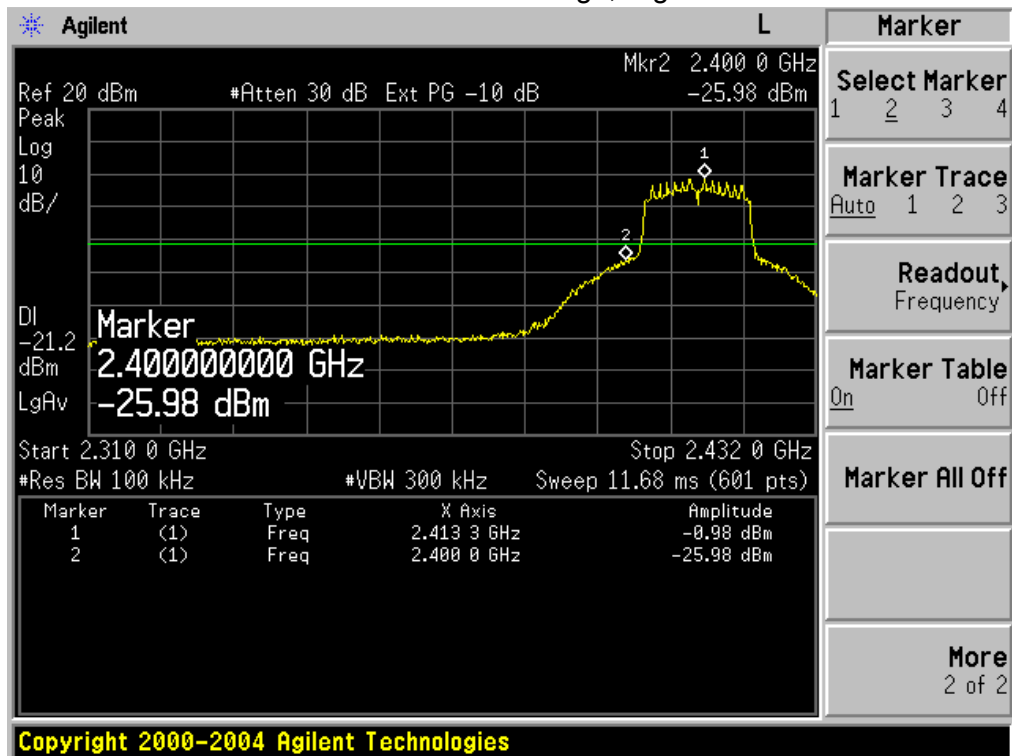 Agilent L Marker
Mkr2 2.400 0 GHz
Ref 20 dBm #Atten 30 dB Ext PG -10 dB -25.98 dBm
Peak
Log
10
dB/
1
2
DI
-21.2
dBm
LgAv
Marker
2.400000000 GHz
-25.98 dBm
Start 2.310 0 GHz Stop 2.432 0 GHz
#Res BW 100 kHz #VBW 300 kHz Sweep 11.68 ms (601 pts)
Marker Trace Type X Axis Amplitude
1 (1) Freq 2.413 3 GHz -0.98 dBm
2 (1) Freq 2.400 0 GHz -25.98 dBm
Select Marker
1 2 3 4
Marker Trace
Auto 1 2 3
Readout
Frequency
Marker Table
On Off
Marker All Off
More
2 of 2
Copyright 2000-2004 Agilent Technologies